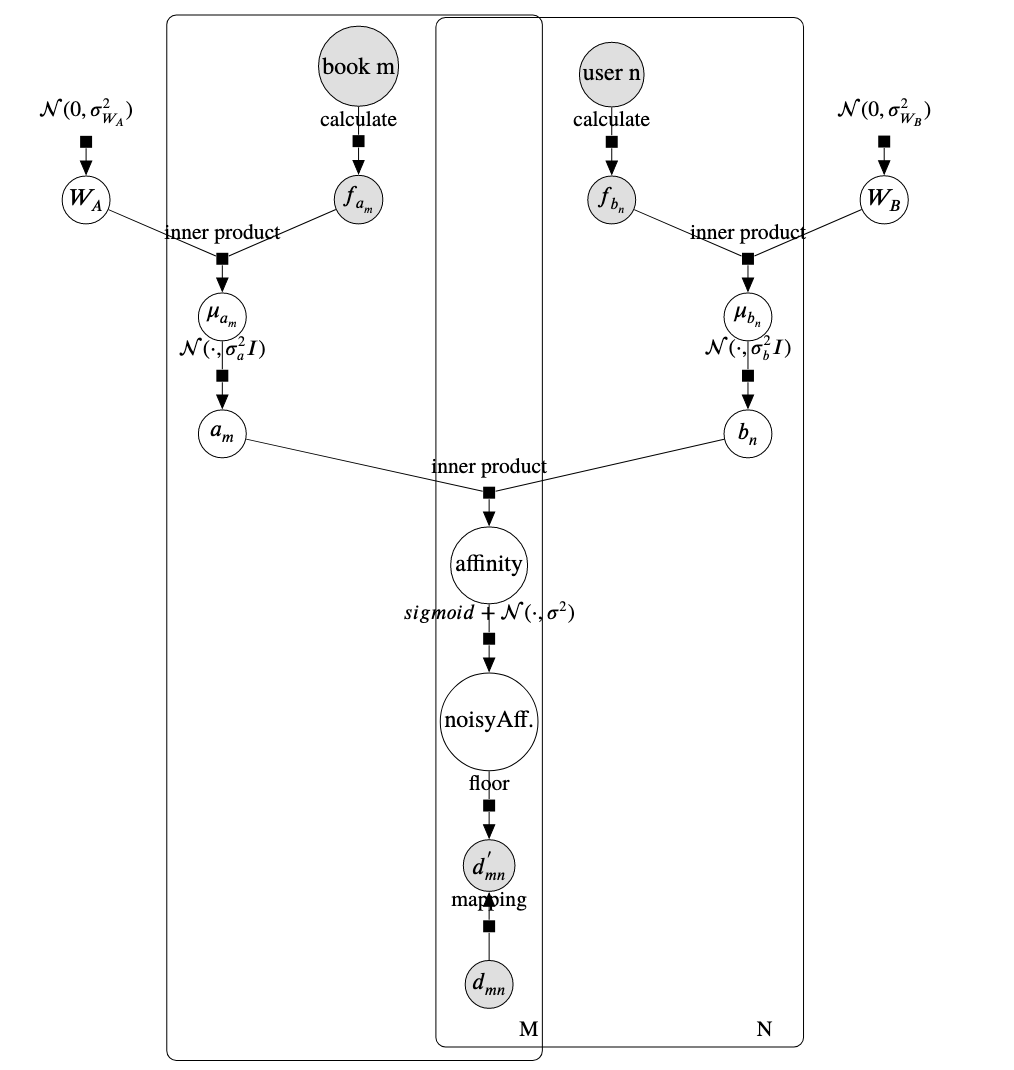 book m
user n
𝒩(0, σ²_{W_A})
calculate
calculate
𝒩(0, σ²_{W_B})
W_A
f_{a_m}
f_{b_n}
W_B
inner product
inner product
μ_{a_m}
μ_{b_n}
𝒩(·, σ²_a I)
𝒩(·, σ²_b I)
a_m
b_n
inner product
affinity
sigmoid + 𝒩(·, σ²)
noisyAff.
floor
d'_{mn}
mapping
d_{mn}
M
N